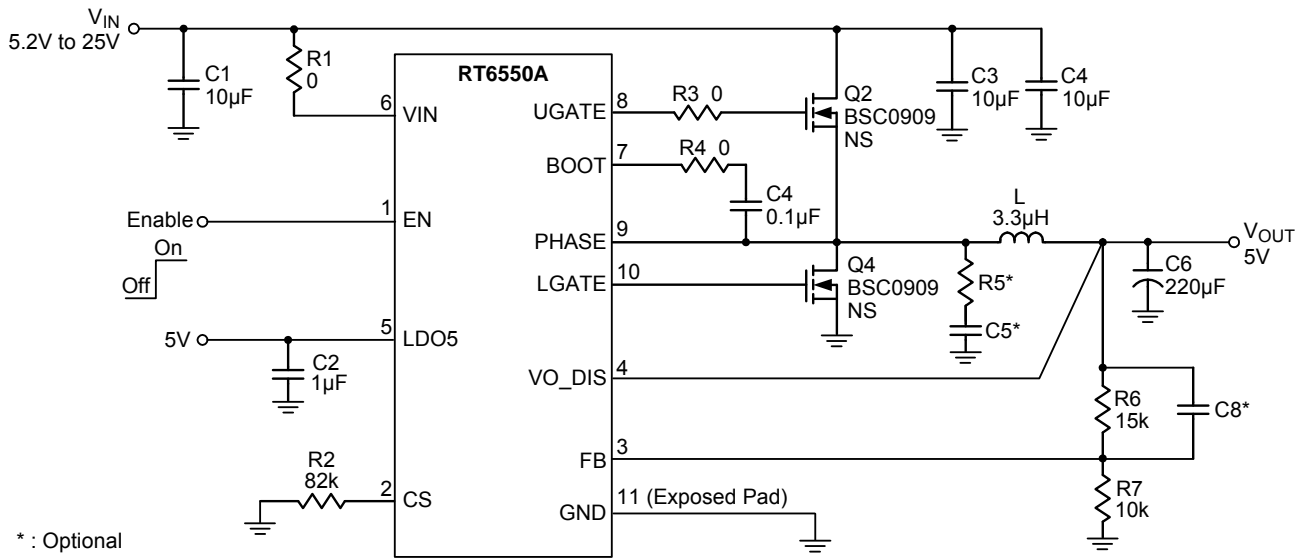 VIN
5.2V to 25V
C1
10µF
R1
0
RT6550A
6
VIN
UGATE
8
R3 0
Q2
BSC0909
NS
C3
10µF
C4
10µF
BOOT
7
R4 0
C4
0.1µF
Enable
1
EN
On
Off
PHASE
9
L
3.3µH
VOUT
5V
LGATE
10
Q4
BSC0909
NS
R5*
C5*
C6
220µF
5V
5
LDO5
C2
1µF
VO_DIS
4
R6
15k
C8*
FB
3
R2
82k
2
CS
R7
10k
GND
11 (Exposed Pad)
* : Optional